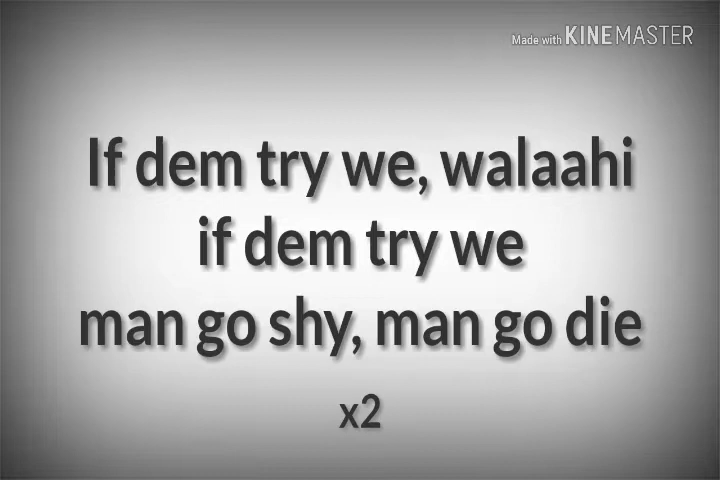 Made with KINEMASTER
If dem try we, walaahi
if dem try we
man go shy, man go die
x2